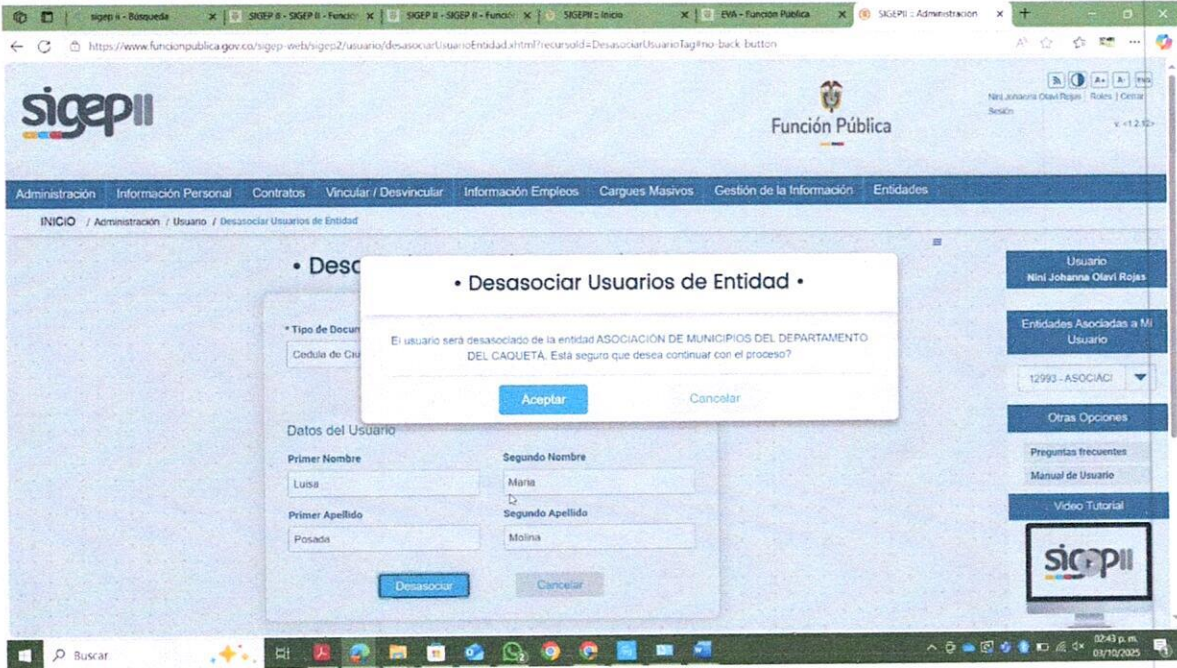 sigep ii - Búsqueda
SIGEP II - SIGEP II - Funció
SIGEP II - SIGEP II - Funció
SIGEPII :: Inicio
EVA - Función Pública
SIGEPII :: Administración
https://www.funcionpublica.gov.co/sigep-web/sigep2/usuario/desasociarUsuarioEntidad.xhtml?recursoId=DesasociarUsuarioTag#no-back-button
sigepII
Función Pública
A+ A-
Nini Johanna Olavi Rojas | Roles | Cerrar
Sesión
v. <1.2.12>
Administración Información Personal Contratos Vincular / Desvincular Información Empleos Cargues Masivos Gestión de la Información Entidades
INICIO / Administración / Usuario / Desasociar Usuarios de Entidad
• Desc
• Desasociar Usuarios de Entidad •
El usuario será desasociado de la entidad ASOCIACIÓN DE MUNICIPIOS DEL DEPARTAMENTO
DEL CAQUETÁ. Está seguro que desea continuar con el proceso?
Aceptar Cancelar
* Tipo de Docum
Cedula de Ciu
Datos del Usuario
Primer Nombre Segundo Nombre
Luisa Maria
Primer Apellido Segundo Apellido
Posada Molina
Desasociar Cancelar
Usuario
Nini Johanna Olavi Rojas
Entidades Asociadas a Mi
Usuario
12993 - ASOCIACI
Otras Opciones
Preguntas frecuentes
Manual de Usuario
Video Tutorial
sigepII
Buscar
02:43 p. m.
03/10/2025